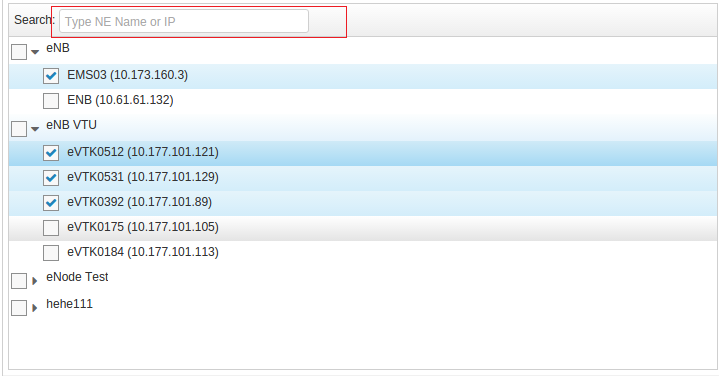 Search: Type NE Name or IP
eNB
EMS03 (10.173.160.3)
ENB (10.61.61.132)
eNB VTU
eVTK0512 (10.177.101.121)
eVTK0531 (10.177.101.129)
eVTK0392 (10.177.101.89)
eVTK0175 (10.177.101.105)
eVTK0184 (10.177.101.113)
eNode Test
hehe111